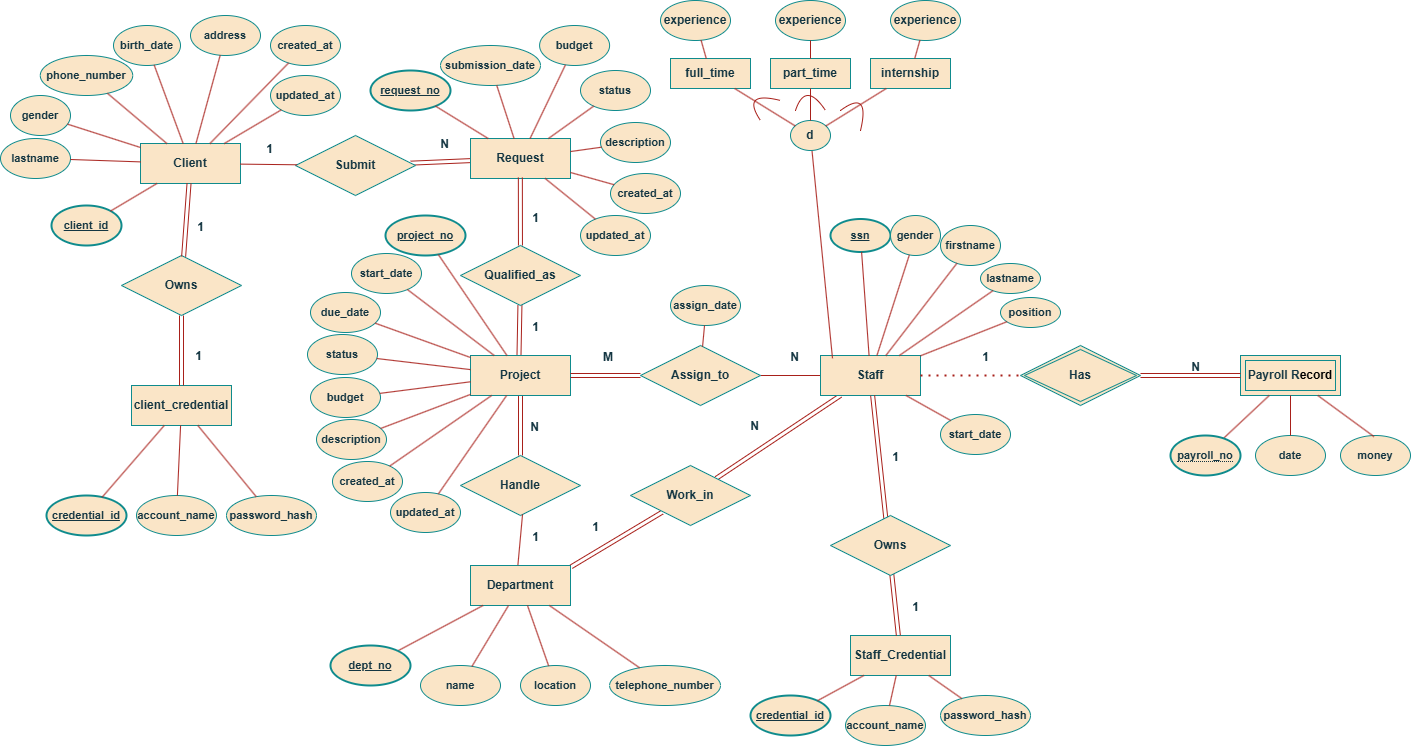 experience
experience
experience
address
birth_date
created_at
budget
submission_date
phone_number
full_time
part_time
internship
request_no
status
updated_at
gender
d
description
1
N
lastname
Client
Submit
Request
created_at
client_id
1
1
updated_at
project_no
ssn
gender
firstname
start_date
Qualified_as
lastname
Owns
assign_date
due_date
position
1
status
1
M
N
1
N
Project
Assign_to
Staff
Has
Payroll Record
budget
client_credential
description
N
N
start_date
payroll_no
date
money
1
created_at
Handle
Work_in
credential_id
account_name
password_hash
updated_at
1
1
Owns
Department
1
dept_no
name
location
telephone_number
Staff_Credential
credential_id
account_name
password_hash